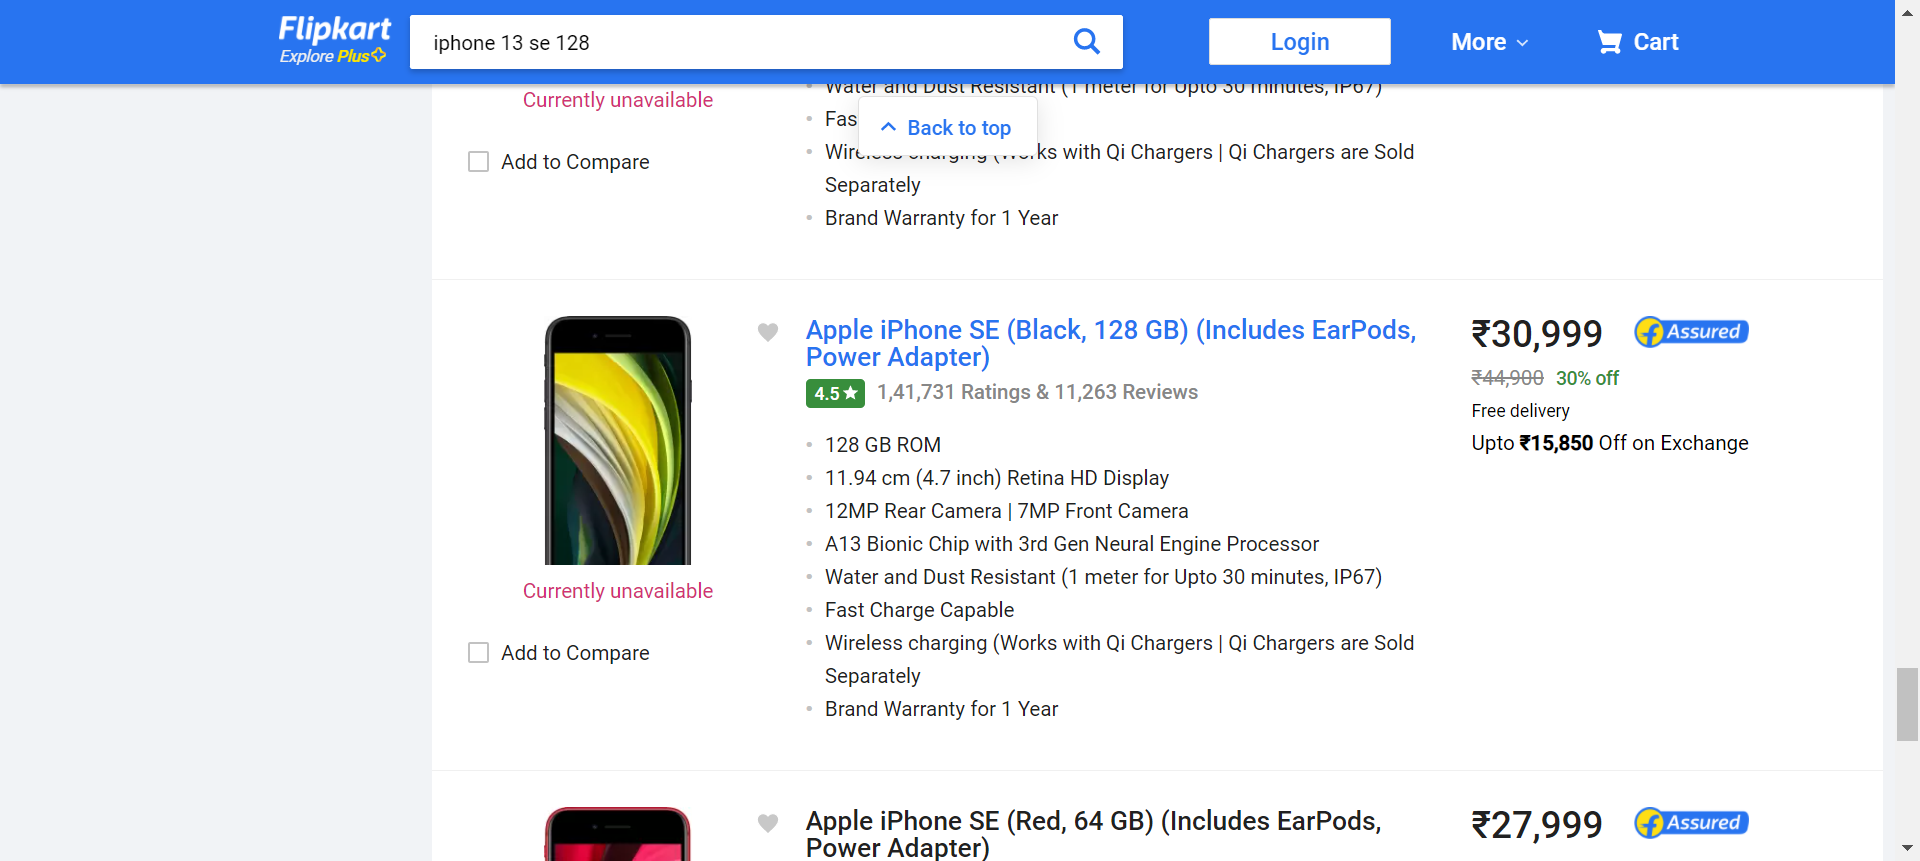 Flipkart
Explore Plus
iphone 13 se 128
Login
More
Cart
Currently unavailable
Add to Compare
Water and Dust Resistant (1 meter for Upto 30 minutes, IP67)
Fas
Back to top
Wireless charging (Works with Qi Chargers | Qi Chargers are Sold
Separately
Brand Warranty for 1 Year
Apple iPhone SE (Black, 128 GB) (Includes EarPods,
Power Adapter)
4.5★ 1,41,731 Ratings & 11,263 Reviews
128 GB ROM
11.94 cm (4.7 inch) Retina HD Display
12MP Rear Camera | 7MP Front Camera
A13 Bionic Chip with 3rd Gen Neural Engine Processor
Water and Dust Resistant (1 meter for Upto 30 minutes, IP67)
Fast Charge Capable
Wireless charging (Works with Qi Chargers | Qi Chargers are Sold
Separately
Brand Warranty for 1 Year
₹30,999 Assured
₹44,900 30% off
Free delivery
Upto ₹15,850 Off on Exchange
Currently unavailable
Add to Compare
Apple iPhone SE (Red, 64 GB) (Includes EarPods,
Power Adapter)
₹27,999 Assured